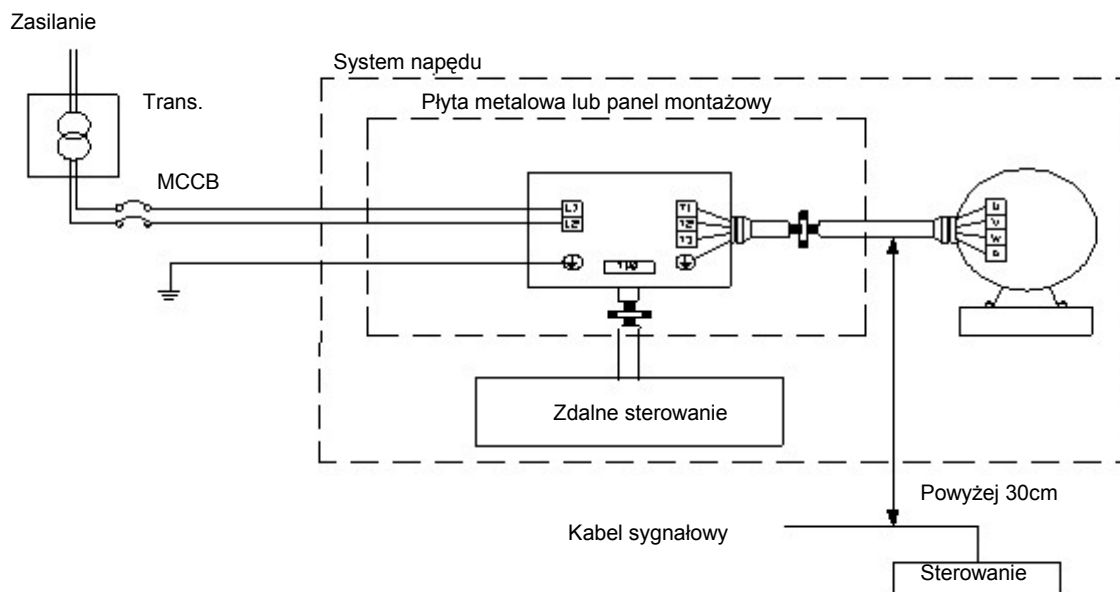 Zasilanie
System napędu
Trans.
Płyta metalowa lub panel montażowy
MCCB
L1
L2
T1
T2
T3
U
V
W
Zdalne sterowanie
Powyżej 30cm
Kabel sygnałowy
Sterowanie